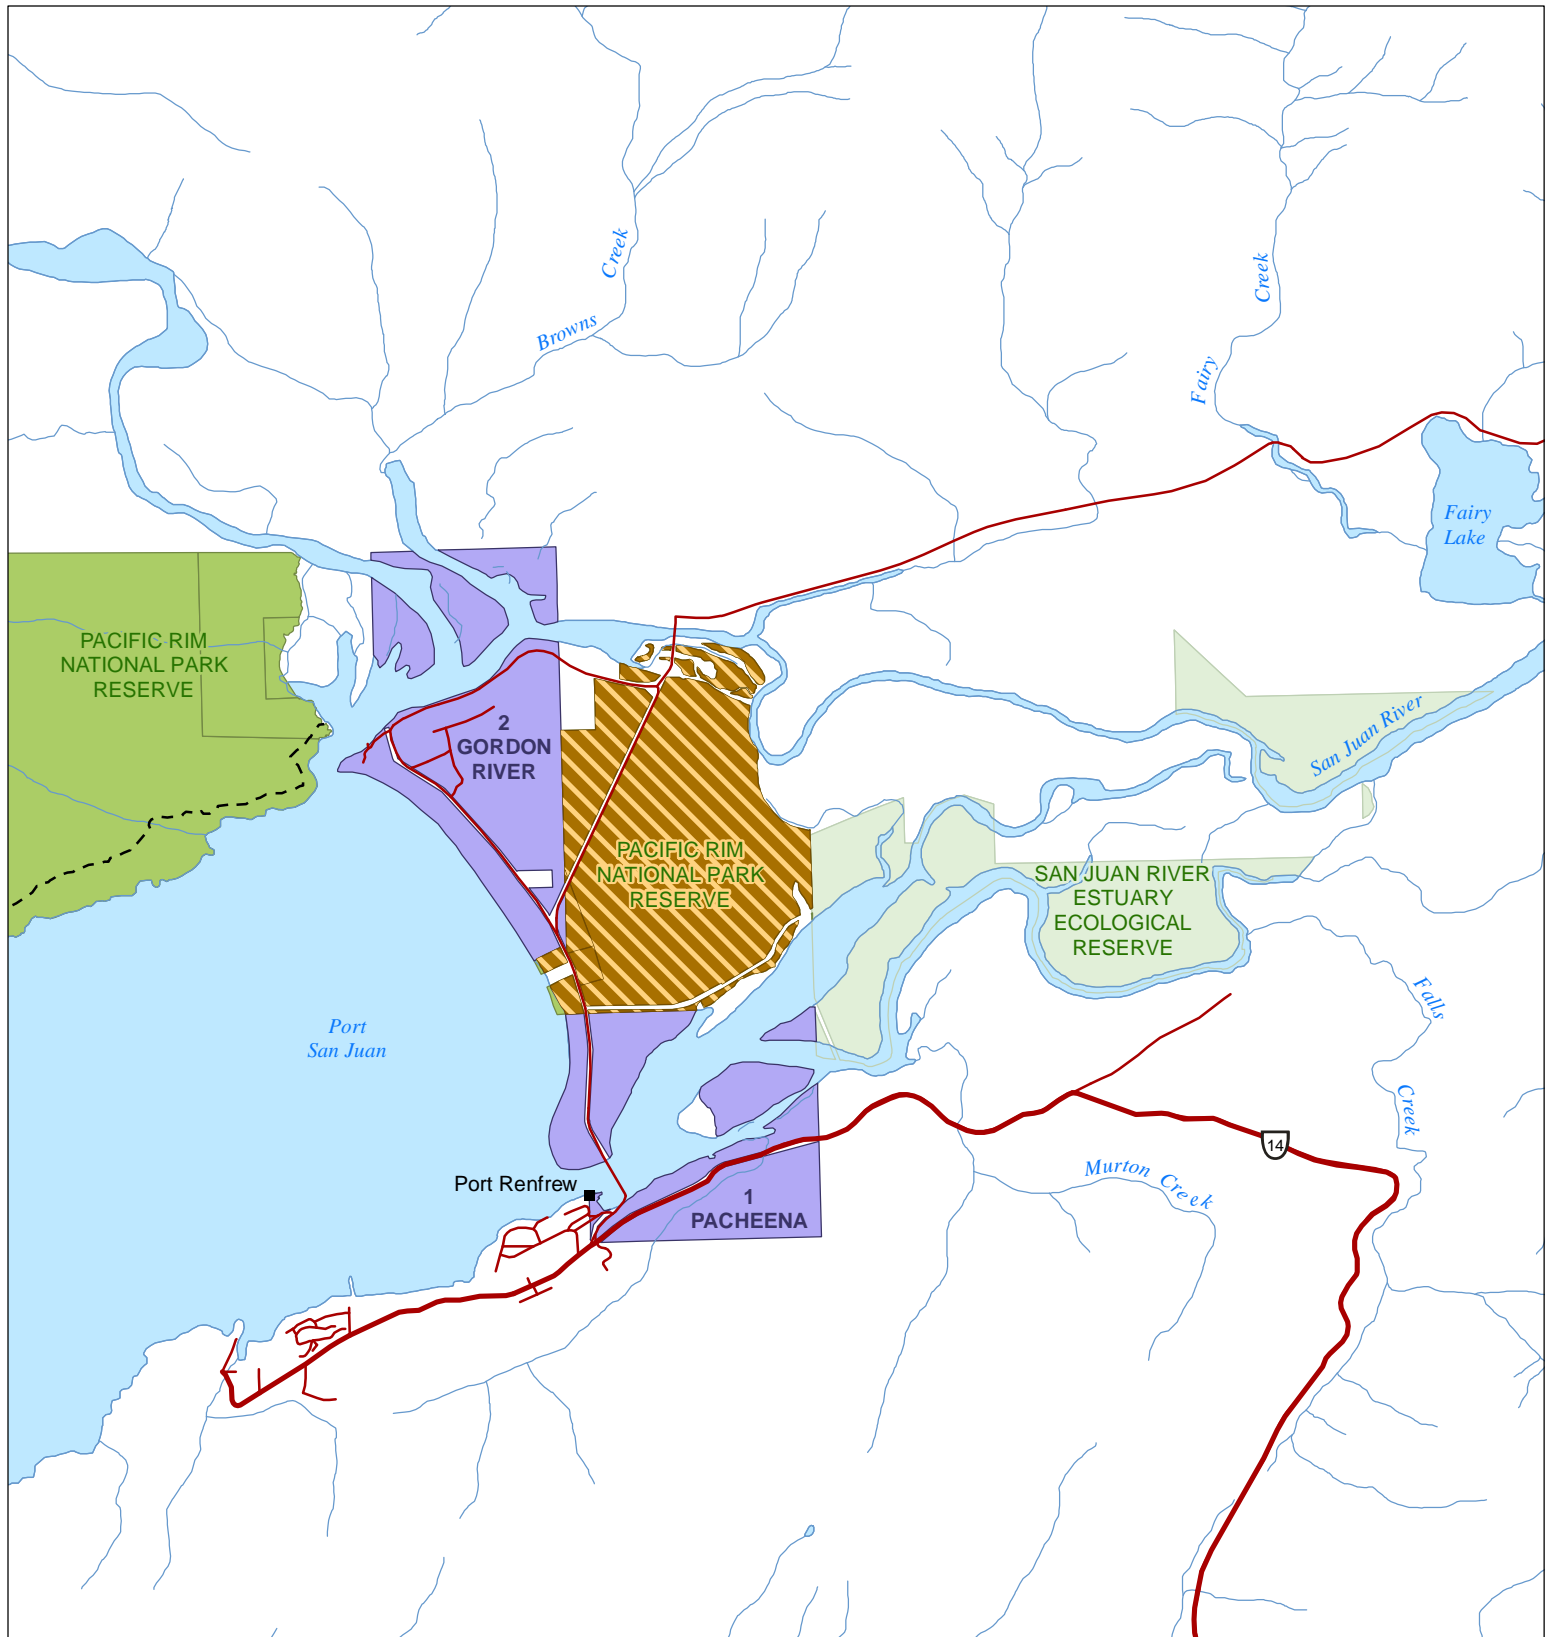 Creek
Browns
Creek
Fairy
Fairy
Lake
PACIFIC RIM
NATIONAL PARK
RESERVE
2
GORDON
RIVER
San Juan River
PACIFIC RIM
NATIONAL PARK
RESERVE
SAN JUAN RIVER
ESTUARY
ECOLOGICAL
RESERVE
Falls
Creek
Port
San Juan
14
Murton Creek
Port Renfrew
1
PACHEENA